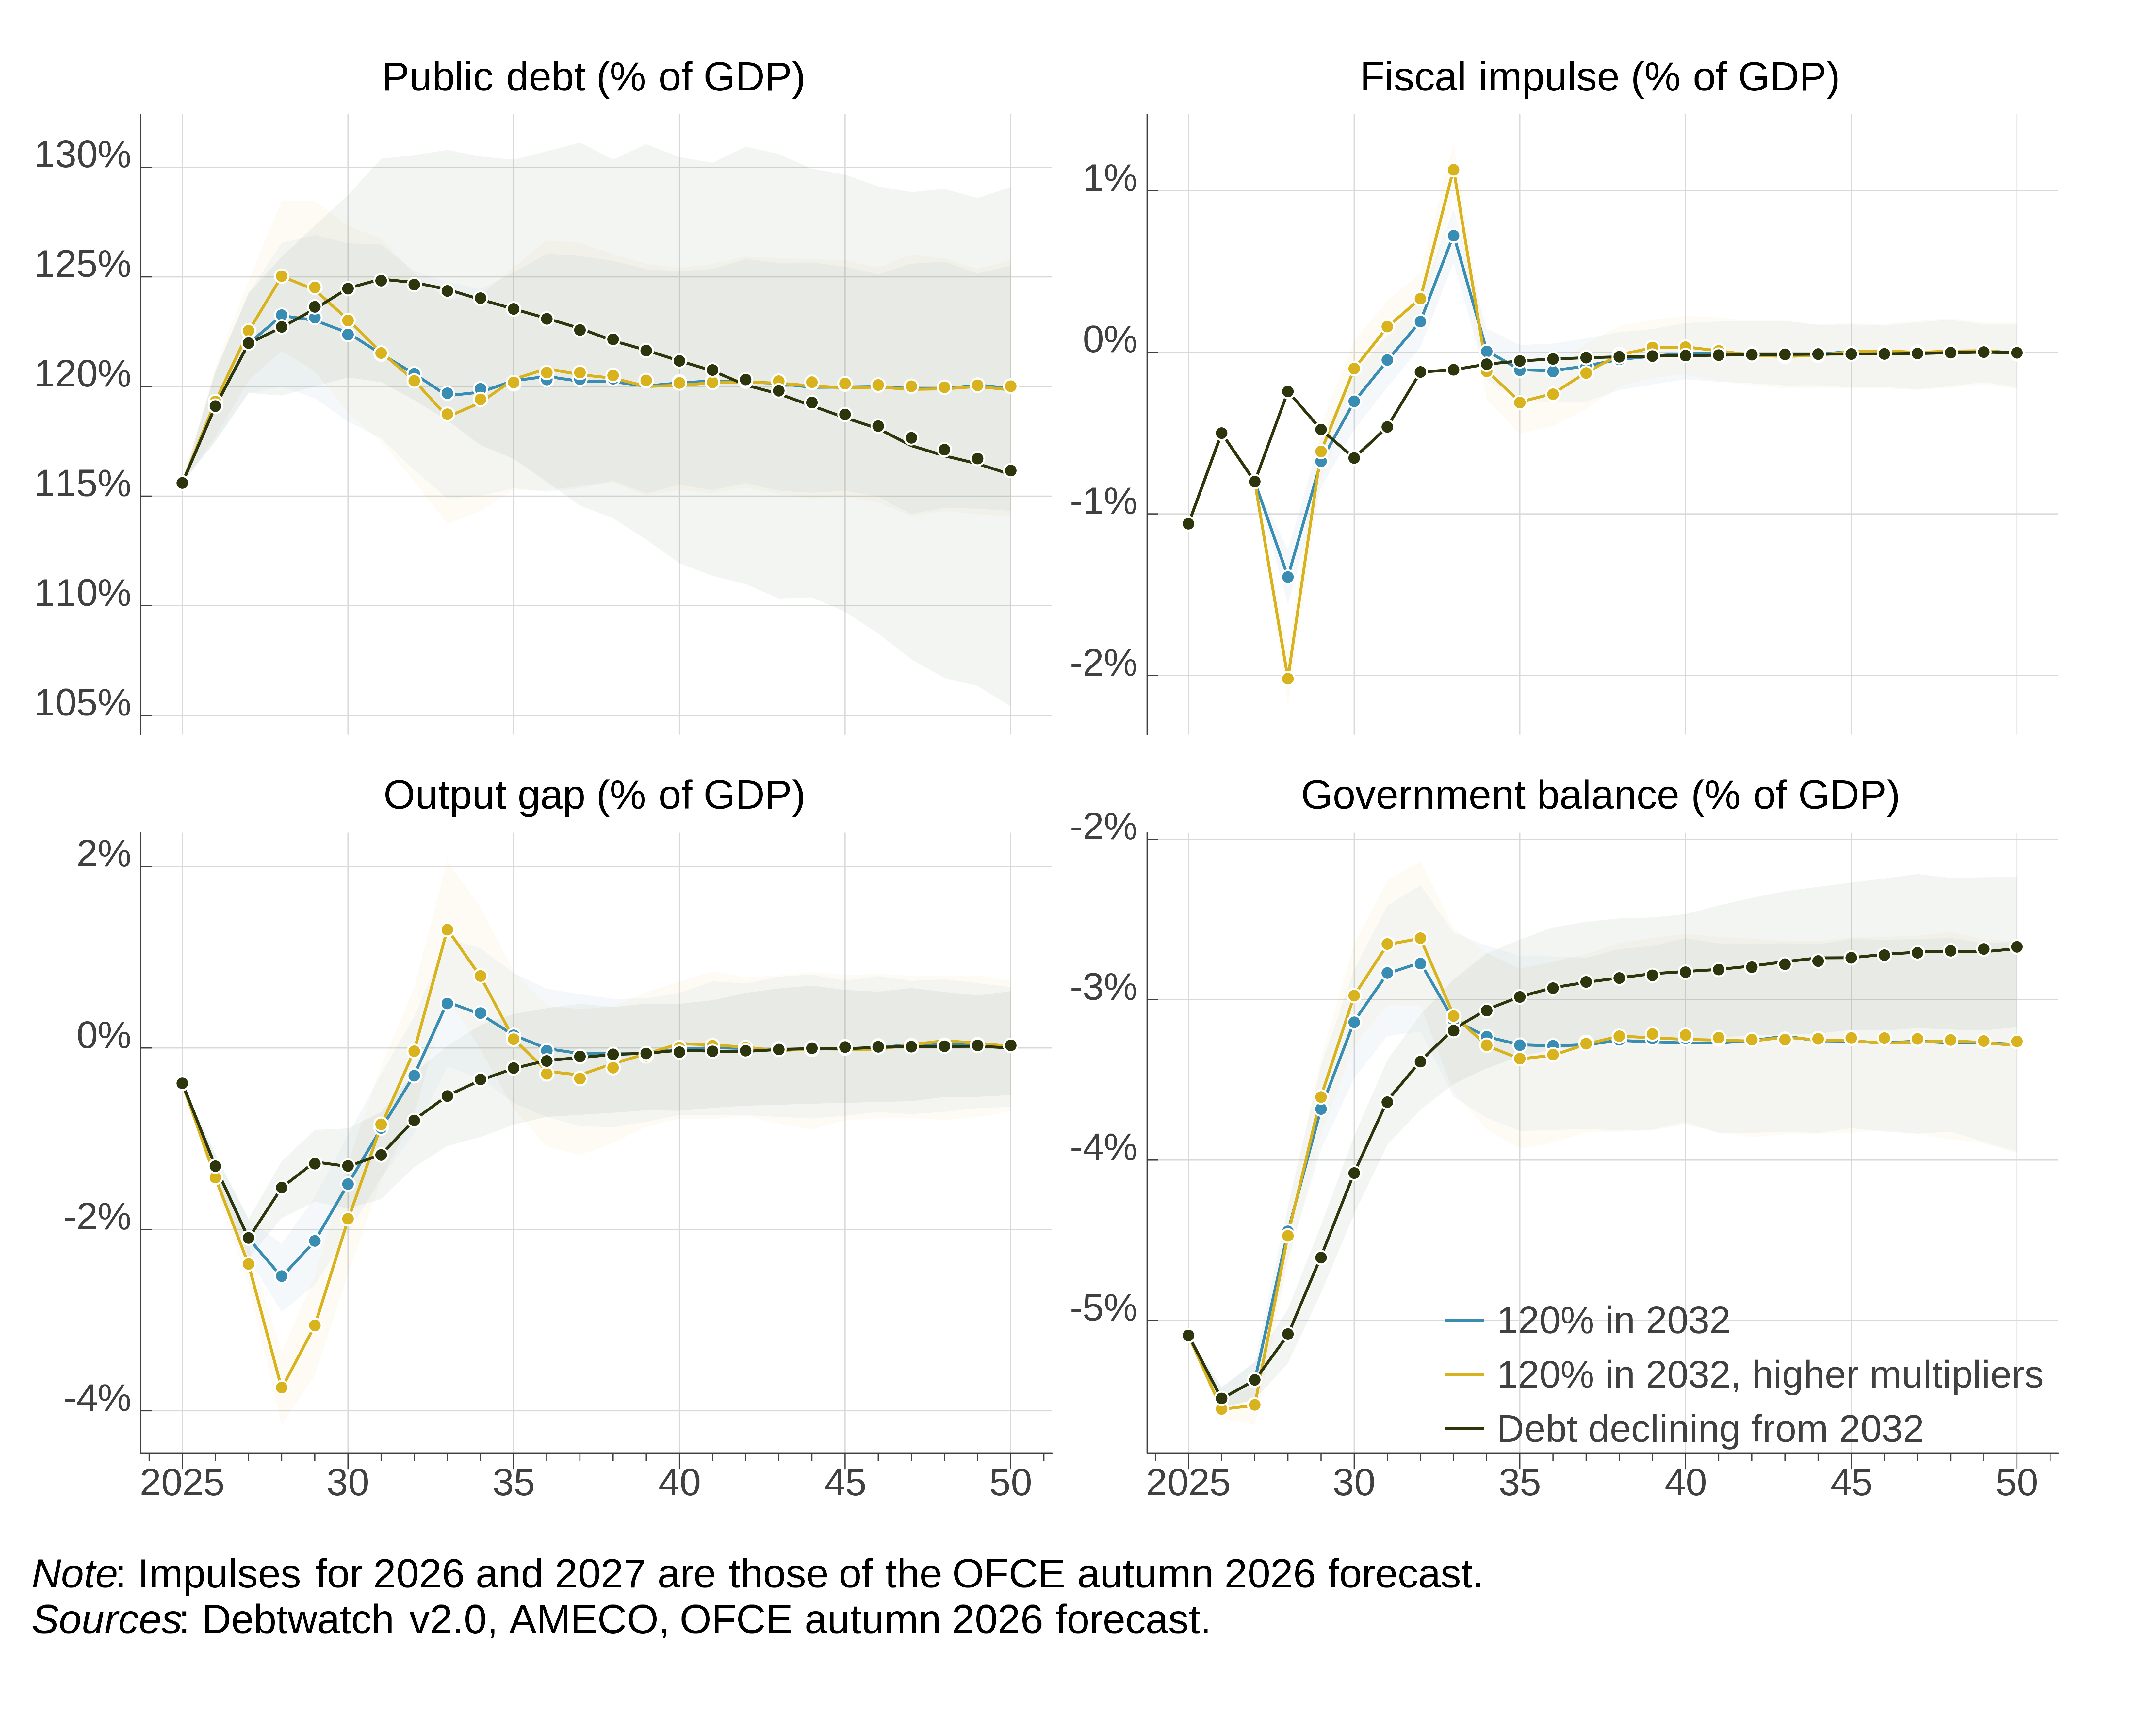 Public debt (% of GDP)
130%
125%
120%
115%
110%
105%
Fiscal impulse (% of GDP)
1%
0%
-1%
-2%
Output gap (% of GDP)
2%
0%
-2%
-4%
2025 30 35 40 45 50
Government balance (% of GDP)
-2%
-3%
-4%
-5%
120% in 2032
120% in 2032, higher multipliers
Debt declining from 2032
2025 30 35 40 45 50
Note: Impulses for 2026 and 2027 are those of the OFCE autumn 2026 forecast.
Sources: Debtwatch v2.0, AMECO, OFCE autumn 2026 forecast.